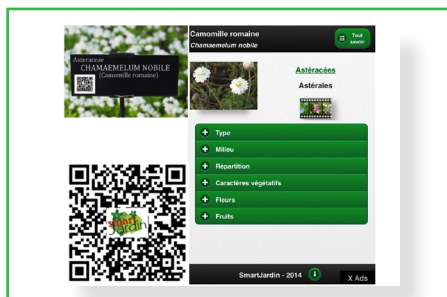 Asteraceae
CHAMAEMELUM NOBILE
(Camomille romaine)
smart
Jardin
Camomille romaine
Chamaemelum nobile
Tout
savoir
Astéracées
Astérales
Type
Milieu
Répartition
Caractères végétatifs
Fleurs
Fruits
SmartJardin - 2014
i
X Ads